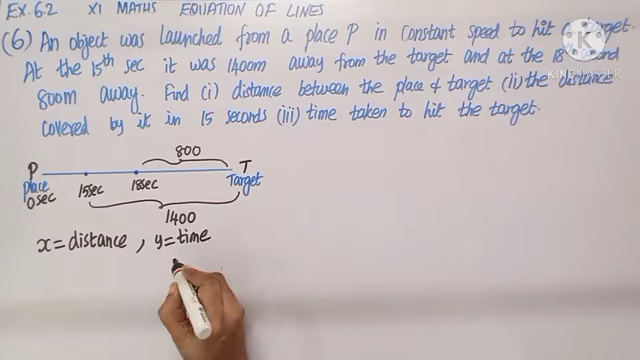 EX. 6.2 XI MATHS EQUATION OF LINES
(6) An object was launched from a place P in constant speed to hit a target.
At the 15th sec it was 1400m away from the target and at the 18
800m away. Find (i) distance between the place & target (ii) the distance
covered by it in 15 seconds (iii) time taken to hit the target.
KINEMASTER
800
P T
Place 15sec 18sec Target
0sec
1400
x = distance , y = time